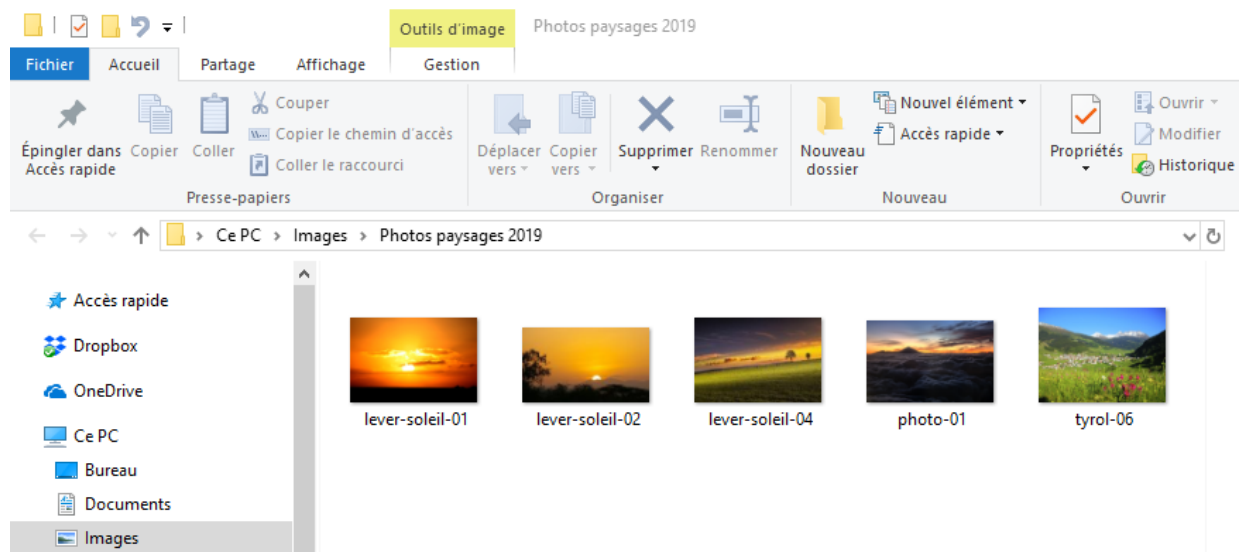 Outils d'image Photos paysages 2019
Fichier Accueil Partage Affichage Gestion
Épingler dans
Accès rapide
Copier
Coller
Couper
Copier le chemin d'accès
Coller le raccourci
Presse-papiers
Déplacer
vers
Copier
vers
Supprimer
Renommer
Organiser
Nouveau
dossier
Nouvel élément
Accès rapide
Nouveau
Propriétés
Ouvrir
Modifier
Historique
Ouvrir
Ce PC > Images > Photos paysages 2019
Accès rapide
Dropbox
OneDrive
Ce PC
Bureau
Documents
Images
lever-soleil-01 lever-soleil-02 lever-soleil-04 photo-01 tyrol-06